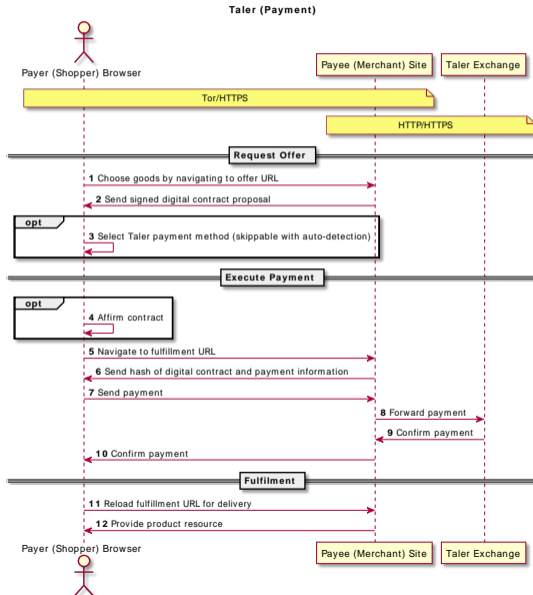 Taler (Payment)
Payer (Shopper) Browser
Payee (Merchant) Site
Taler Exchange
Tor/HTTPS
HTTP/HTTPS
Request Offer
1 Choose goods by navigating to offer URL
2 Send signed digital contract proposal
opt
3 Select Taler payment method (skippable with auto-detection)
Execute Payment
opt
4 Affirm contract
5 Navigate to fulfillment URL
6 Send hash of digital contract and payment information
7 Send payment
8 Forward payment
9 Confirm payment
10 Confirm payment
Fulfilment
11 Reload fulfillment URL for delivery
12 Provide product resource
Payer (Shopper) Browser
Payee (Merchant) Site
Taler Exchange